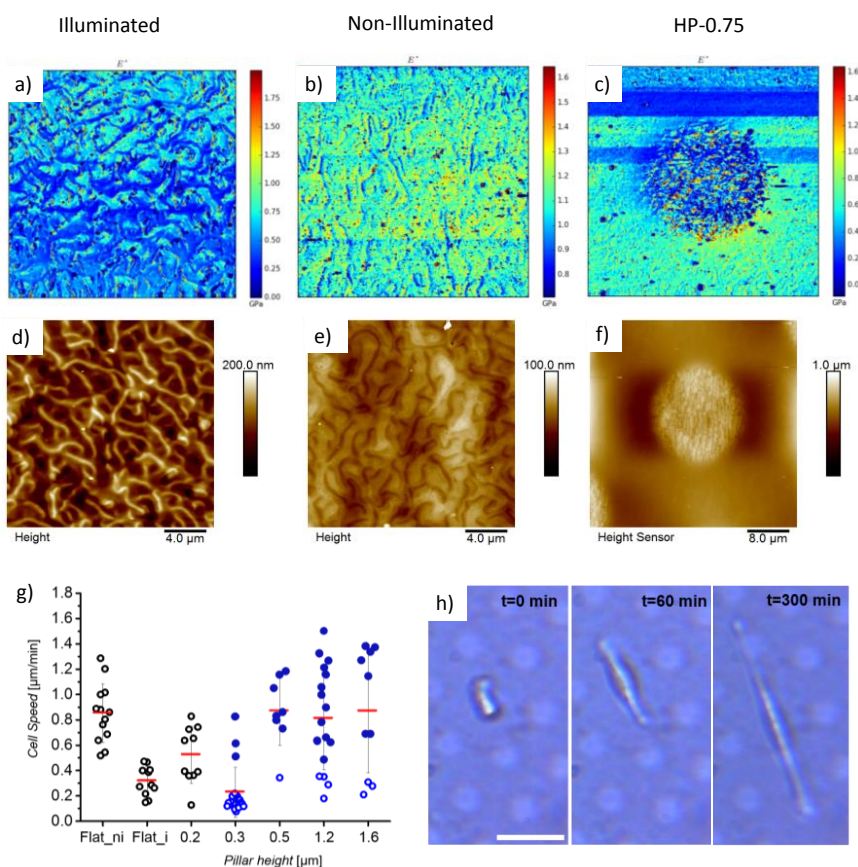 Illuminated Non-Illuminated HP-0.75
a) E* b) E* c) E*
1.75
1.50
1.25
1.00
0.75
0.50
0.25
0.00
GPa
1.6
1.5
1.4
1.3
1.2
1.1
1.0
0.9
0.8
GPa
1.6
1.4
1.2
1.0
0.8
0.6
0.4
0.2
GPa
d) 200.0 nm e) 100.0 nm f) 1.0 µm
Height 4.0 µm Height 4.0 µm Height Sensor 8.0 µm
g)
Cell Speed [µm/min]
1.8
1.6
1.4
1.2
1.0
0.8
0.6
0.4
0.2
0.0
Flat_ni Flat_i 0.2 0.3 0.5 1.2 1.6
Pillar height [µm]
h) t=0 min t=60 min t=300 min